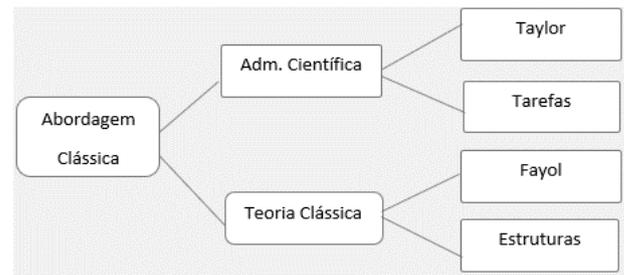 Abordagem
Clássica
Adm. Científica
Taylor
Tarefas
Teoria Clássica
Fayol
Estruturas